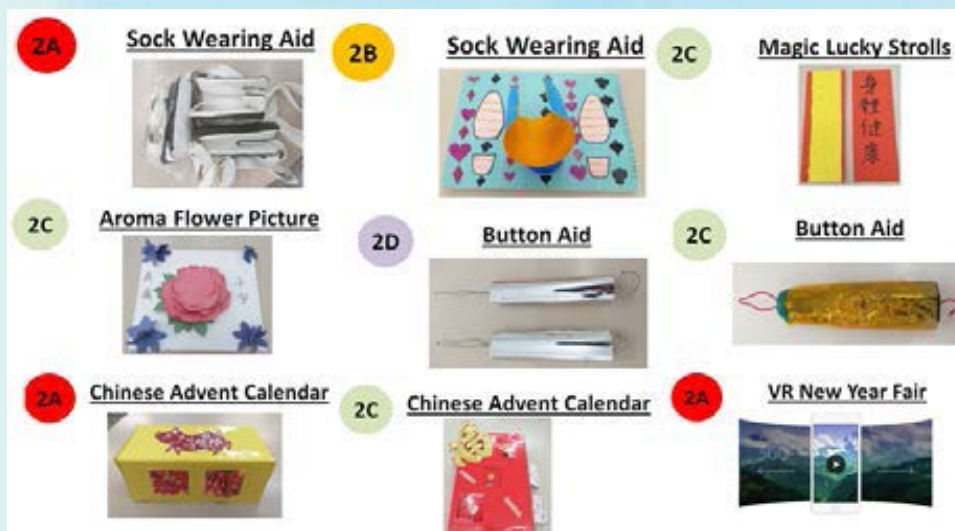 2A
Sock Wearing Aid
2B
Sock Wearing Aid
2C
Magic Lucky Strolls
身體健康
2C
Aroma Flower Picture
2D
Button Aid
2C
Button Aid
2A
Chinese Advent Calendar
2C
Chinese Advent Calendar
2A
VR New Year Fair
360